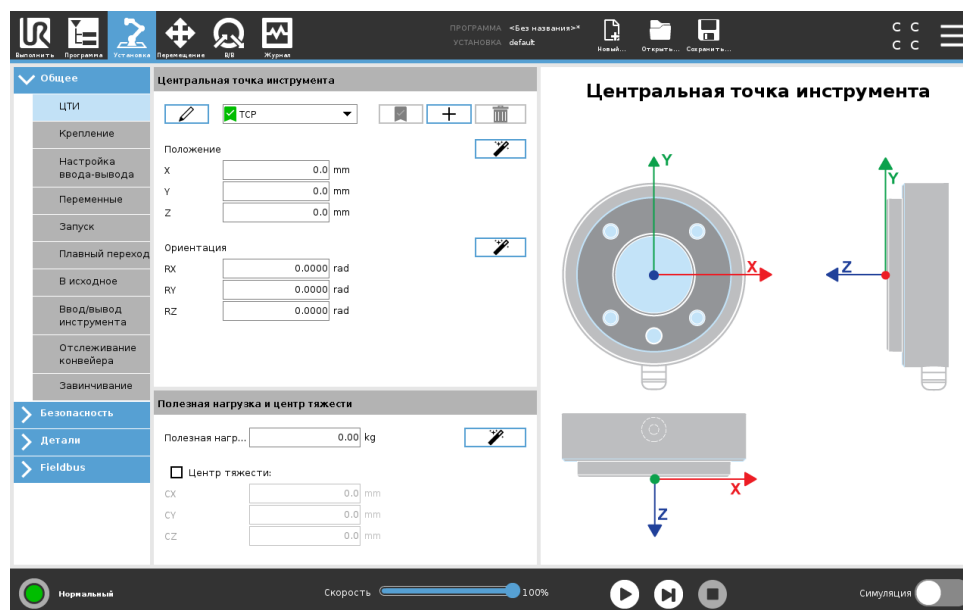 UR
Выполнить
Программа
Установка
Перемещение
В/В
Журнал
ПРОГРАММА <Без названия>*
УСТАНОВКА default
Новый...
Открыть...
Сохранить...
C C
C C
Общее
ЦТИ
Крепление
Настройка
ввода-вывода
Переменные
Запуск
Плавный переход
В исходное
Ввод/вывод
инструмента
Отслеживание
конвейера
Завинчивание
Безопасность
Детали
Fieldbus
Центральная точка инструмента
TCP
Положение
X 0.0 mm
Y 0.0 mm
Z 0.0 mm
Ориентация
RX 0.0000 rad
RY 0.0000 rad
RZ 0.0000 rad
Полезная нагрузка и центр тяжести
Полезная нагр... 0.00 kg
Центр тяжести:
CX 0.0 mm
CY 0.0 mm
CZ 0.0 mm
Центральная точка инструмента
Y
X
Y
Z
X
Z
Нормальный
Скорость 100%
Симуляция